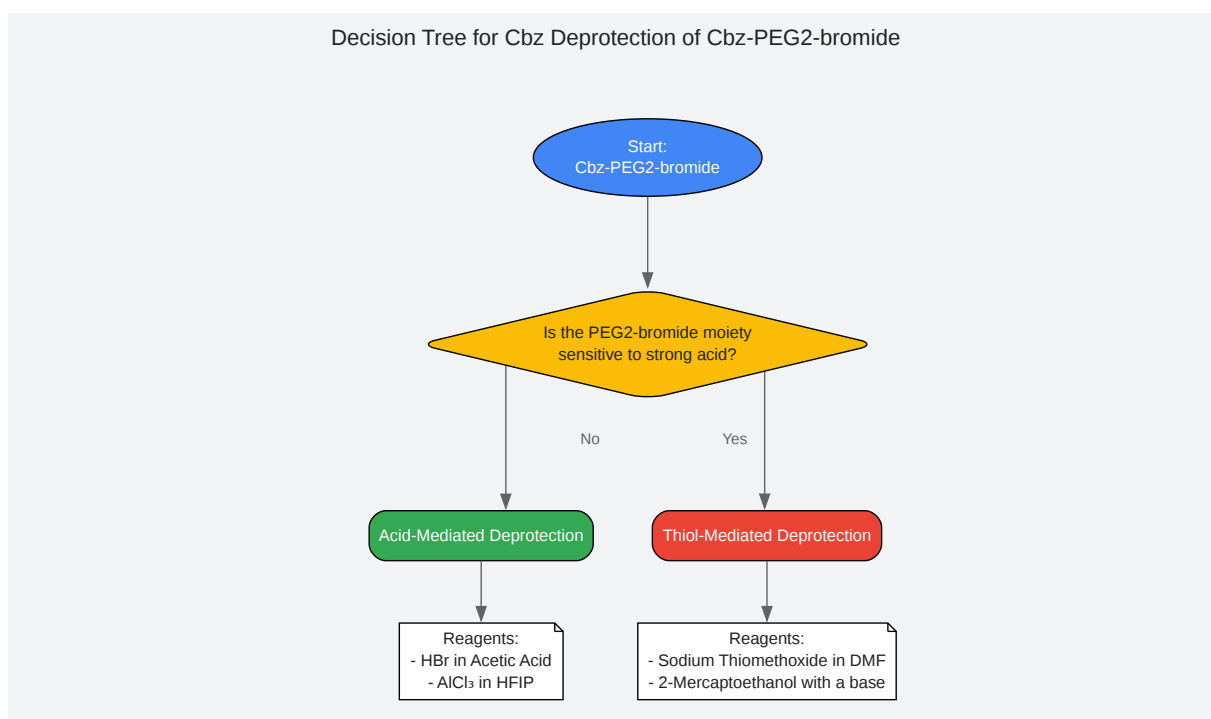 Decision Tree for Cbz Deprotection of Cbz-PEG2-bromide
Start:
Cbz-PEG2-bromide
Is the PEG2-bromide moiety
sensitive to strong acid?
No
Yes
Acid-Mediated Deprotection
Thiol-Mediated Deprotection
Reagents:
- HBr in Acetic Acid
- AlCl₃ in HFIP
Reagents:
- Sodium Thiomethoxide in DMF
- 2-Mercaptoethanol with a base